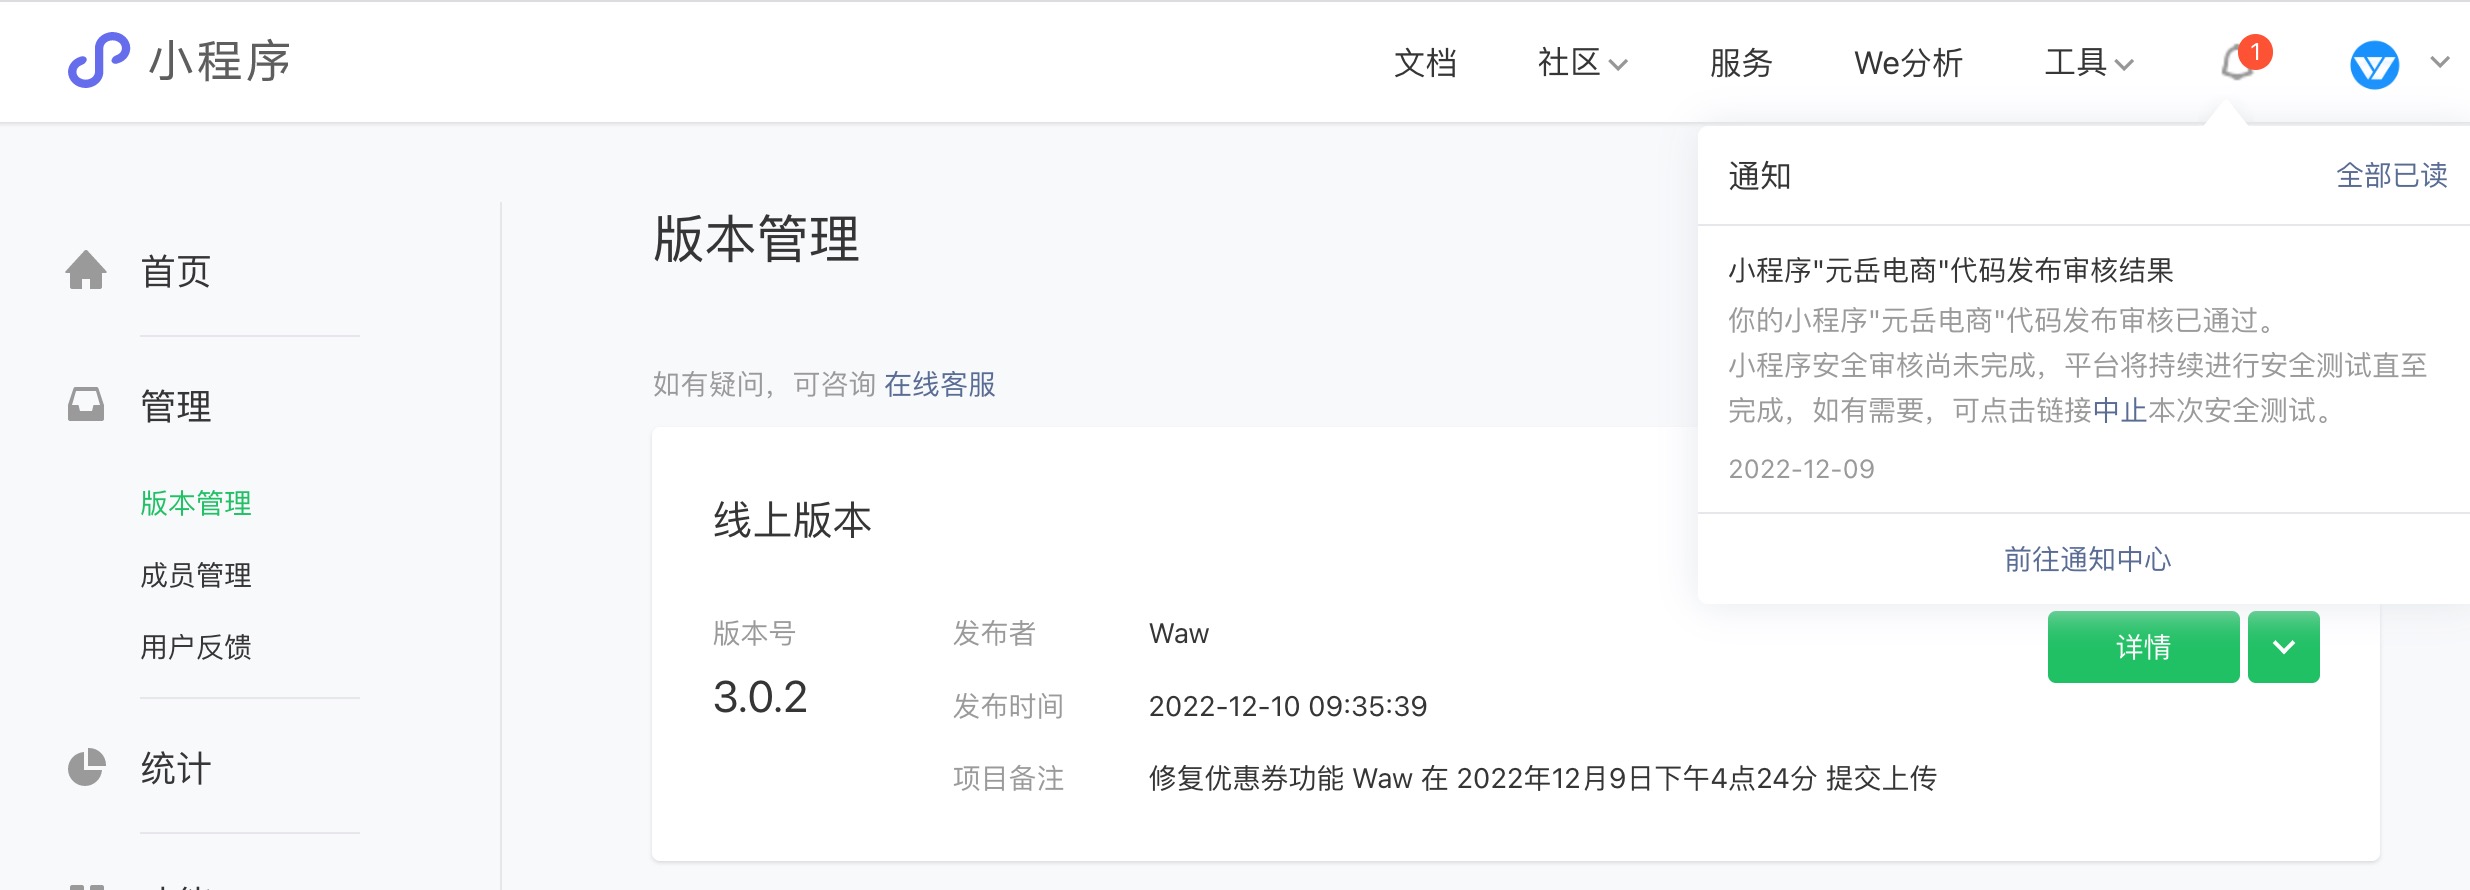 小程序
文档 社区 服务 We分析 工具 1
通知 全部已读
小程序"元岳电商"代码发布审核结果
你的小程序"元岳电商"代码发布审核已通过。
小程序安全审核尚未完成，平台将持续进行安全测试直至
完成，如有需要，可点击链接中止本次安全测试。
2022-12-09
前往通知中心
首页
管理
版本管理
成员管理
用户反馈
统计
版本管理
如有疑问，可咨询 在线客服
线上版本
版本号
3.0.2
发布者 Waw
发布时间 2022-12-10 09:35:39
项目备注 修复优惠券功能 Waw 在 2022年12月9日下午4点24分 提交上传
详情